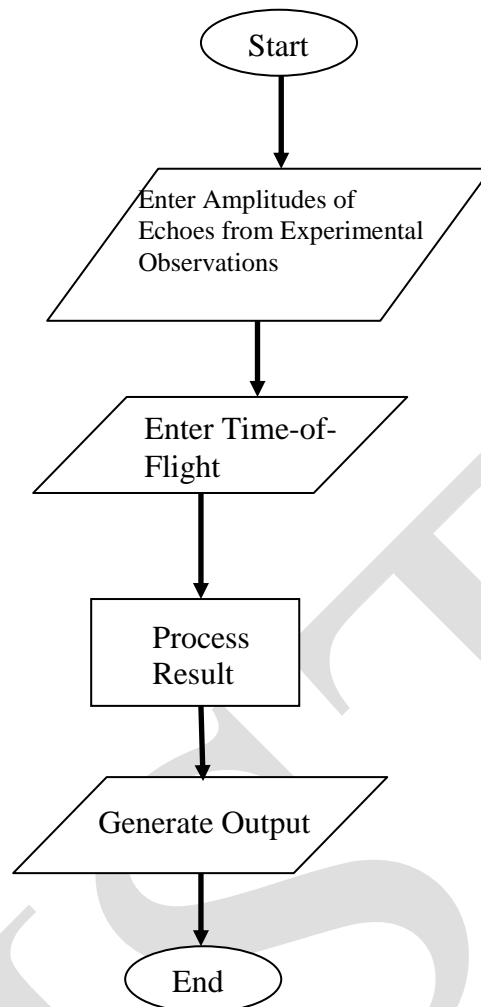 Start
Enter Amplitudes of
Echoes from Experimental
Observations
Enter Time-of-
Flight
Process
Result
Generate Output
End